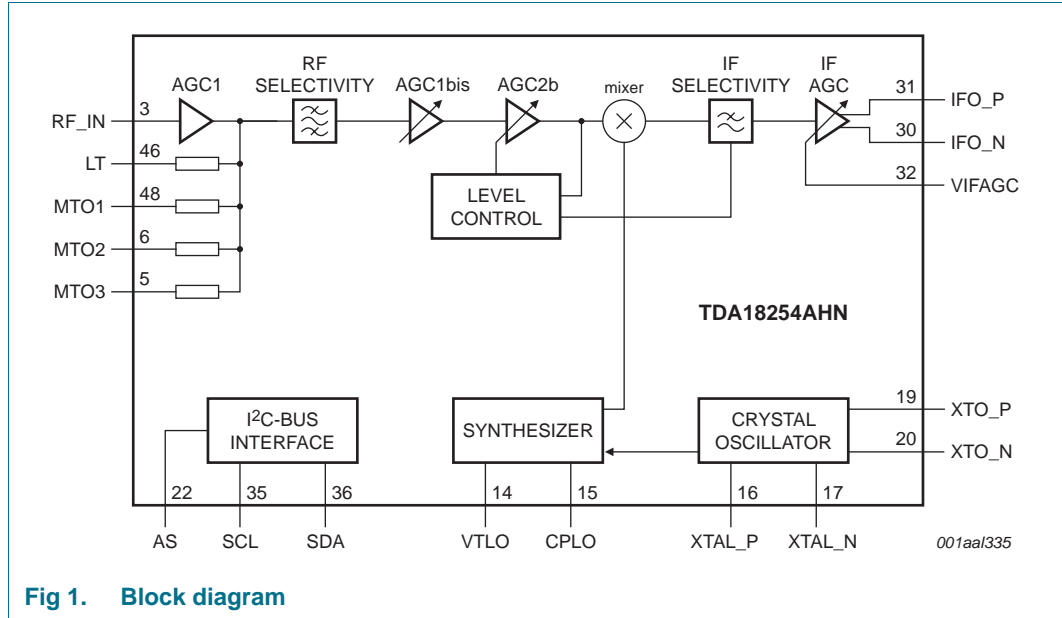 RF
SELECTIVITY
AGC1
AGC1bis
AGC2b
mixer
IF
SELECTIVITY
IF
AGC
31
IFO_P
3
RF_IN
30
IFO_N
46
LT
32
VIFAGC
48
MTO1
LEVEL
CONTROL
6
MTO2
5
MTO3
TDA18254AHN
19
XTO_P
I2C-BUS
INTERFACE
SYNTHESIZER
CRYSTAL
OSCILLATOR
20
XTO_N
22
35
36
14
15
16
17
AS
SCL
SDA
VTLO
CPLO
XTAL_P
XTAL_N
001aal335
Fig 1. Block diagram